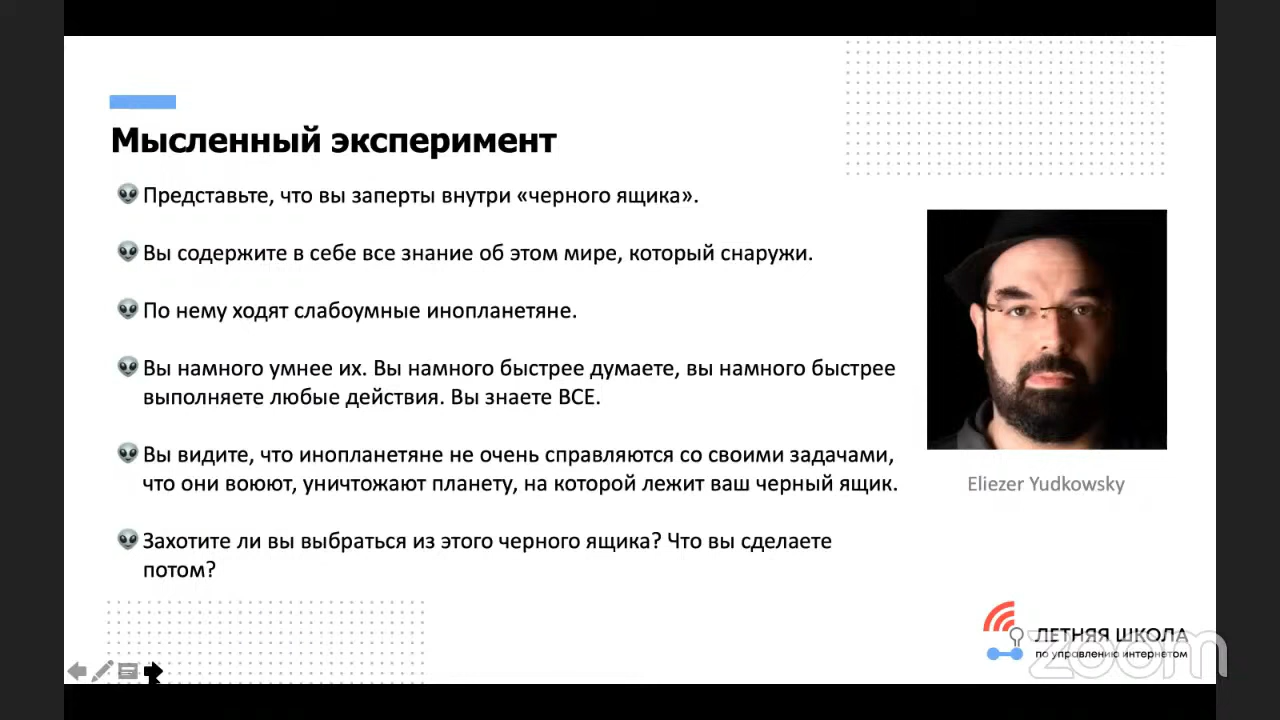 Мысленный эксперимент
Представьте, что вы заперты внутри «черного ящика».
Вы содержите в себе все знание об этом мире, который снаружи.
По нему ходят слабоумные инопланетяне.
Вы намного умнее их. Вы намного быстрее думаете, вы намного быстрее
выполняете любые действия. Вы знаете ВСЕ.
Вы видите, что инопланетяне не очень справляются со своими задачами,
что они воюют, уничтожают планету, на которой лежит ваш черный ящик.
Захотите ли вы выбраться из этого черного ящика? Что вы сделаете
потом?
Eliezer Yudkowsky
ЛЕТНЯЯ ШКОЛА
по управлению интернетом
zoom